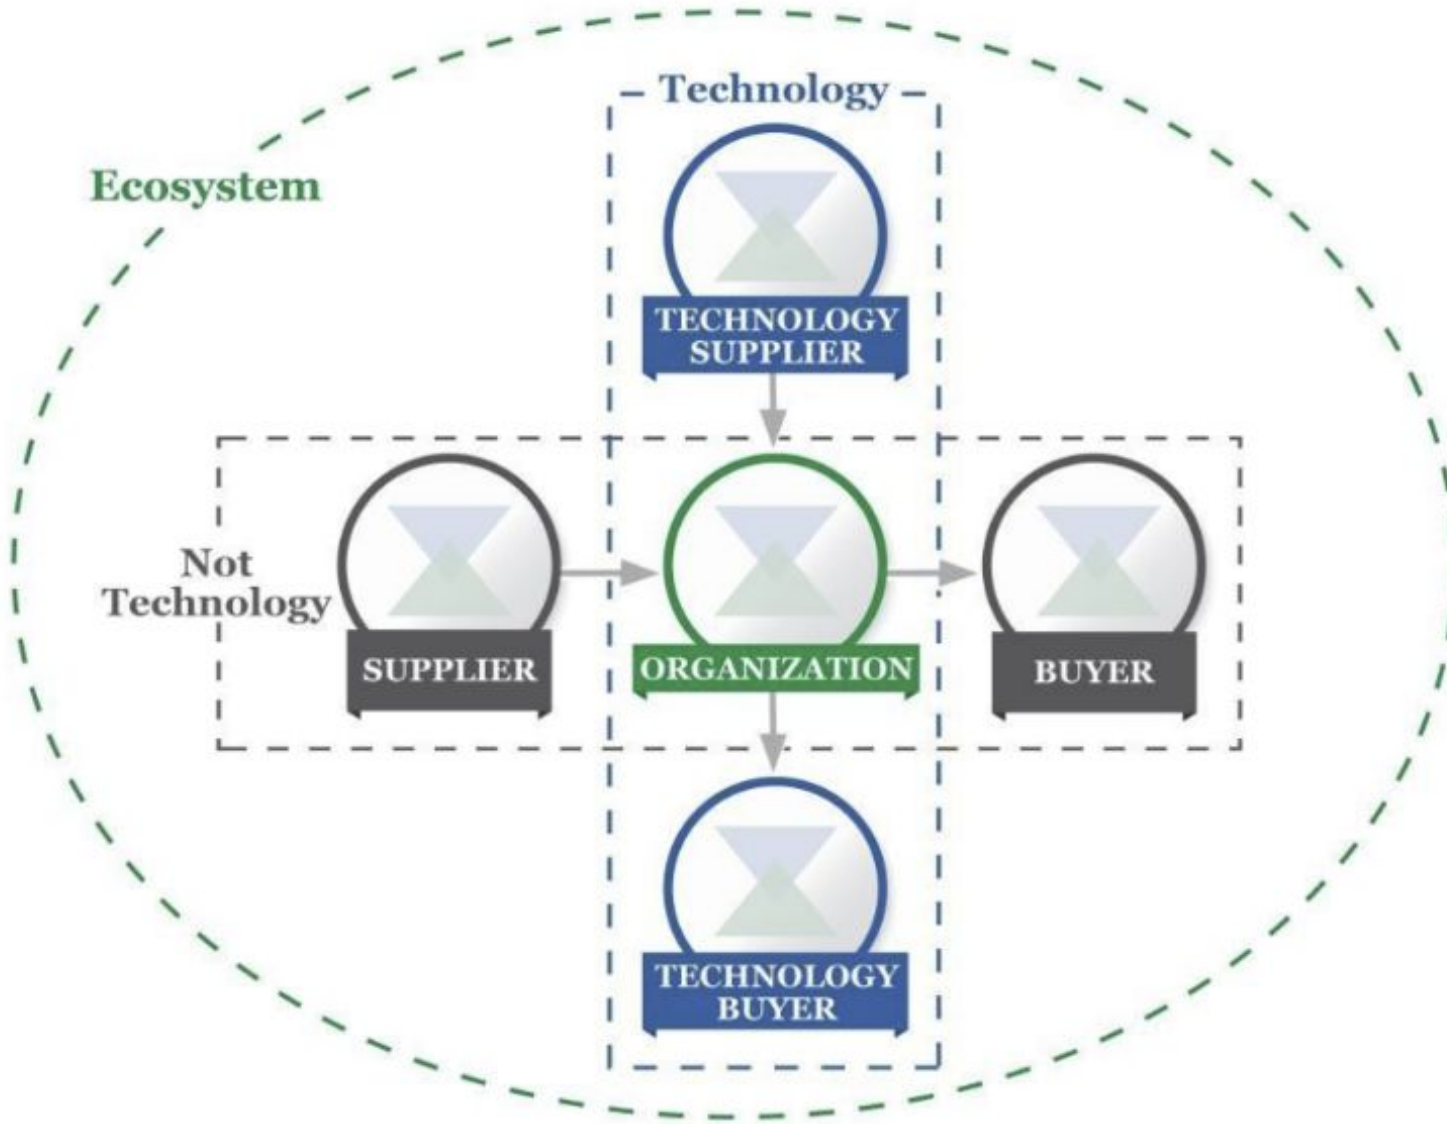 Technology
Ecosystem
TECHNOLOGY
SUPPLIER
Not
Technology
SUPPLIER
ORGANIZATION
BUYER
TECHNOLOGY
BUYER